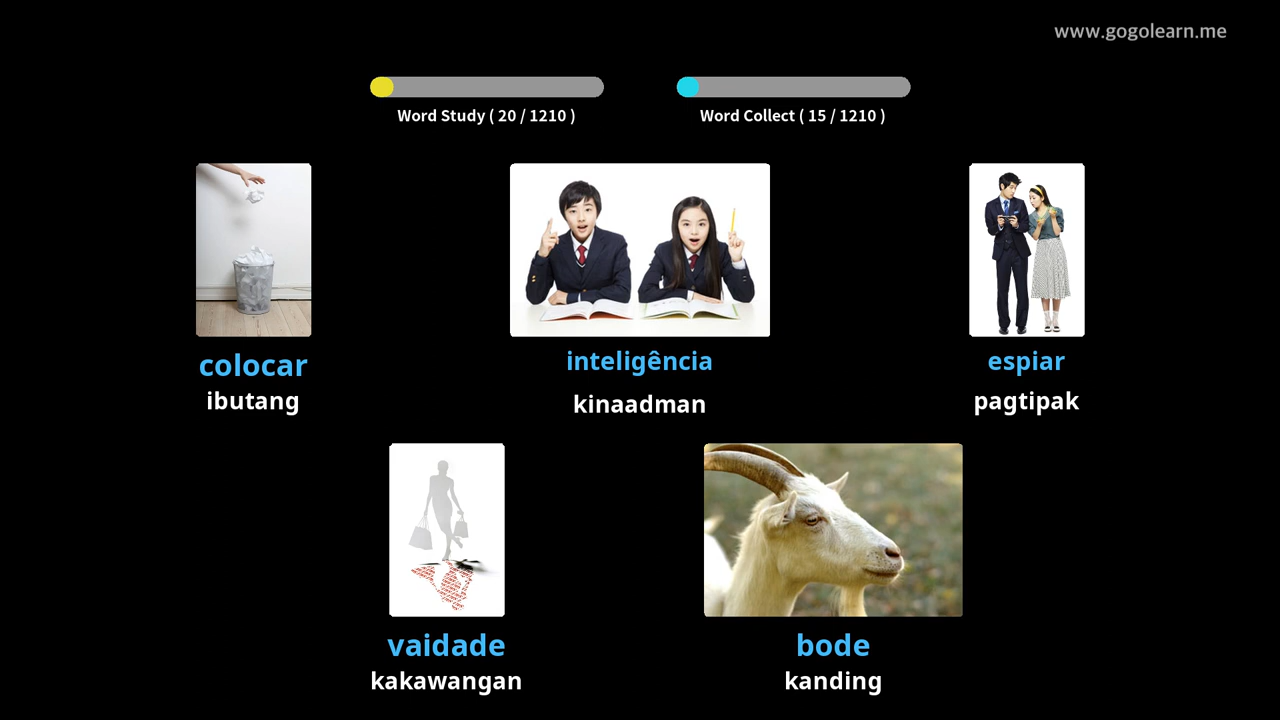 www.gogolearn.me
Word Study ( 20 / 1210 )
Word Collect ( 15 / 1210 )
colocar
ibutang
inteligência
kinaadman
espiar
pagtipak
vaidade
kakawangan
bode
kanding